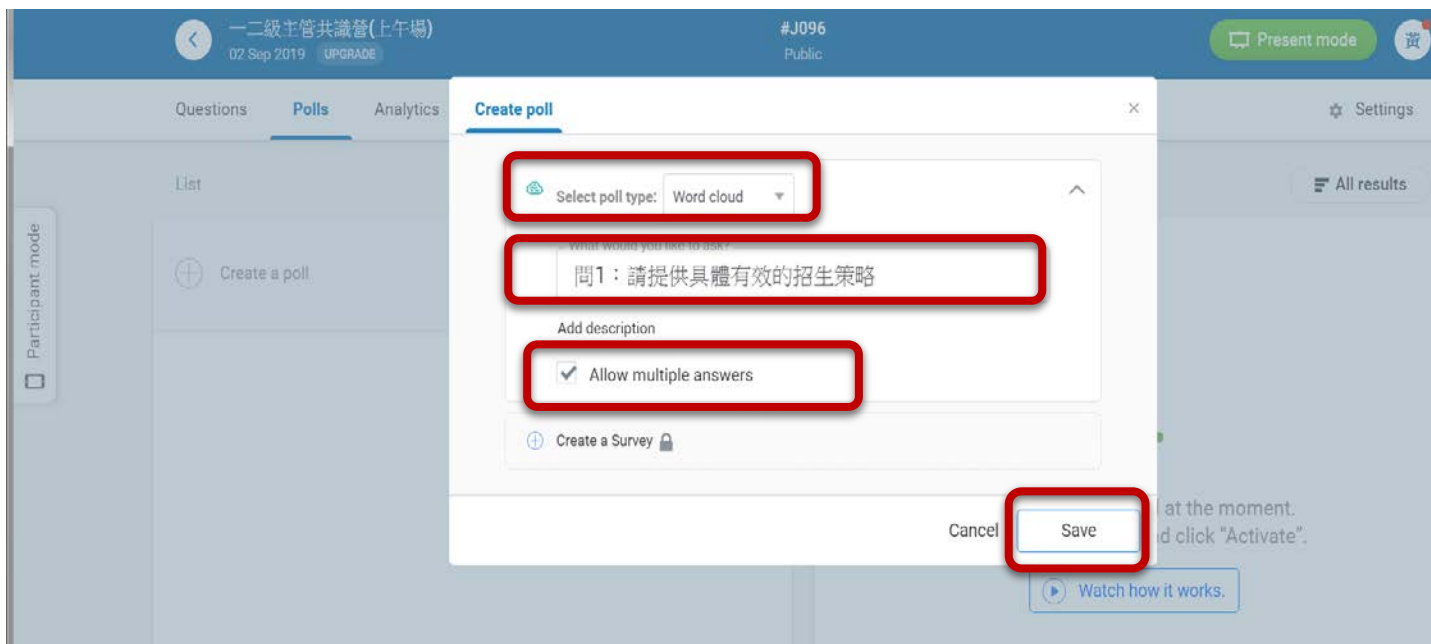 一二級主管共識營(上午場)
02 Sep 2019 UPGRADE
#J096
Public
Present mode
黃
Questions Polls Analytics
Create poll
Settings
List
All results
Participant mode
Create a poll
Select poll type: Word cloud
What would you like to ask?
問1：請提供具體有效的招生策略
Add description
Allow multiple answers
Create a Survey
Cancel Save
at the moment.
d click "Activate".
Watch how it works.